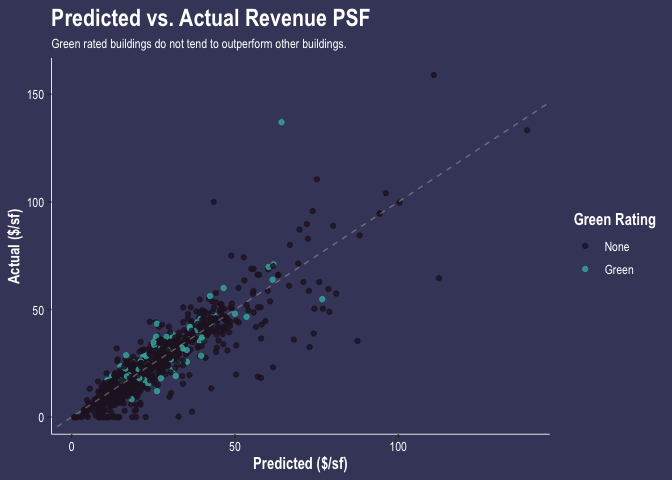 Predicted vs. Actual Revenue PSF
Green rated buildings do not tend to outperform other buildings.
Actual ($/sf)
150
100
50
0
0
50
100
Predicted ($/sf)
Green Rating
None
Green